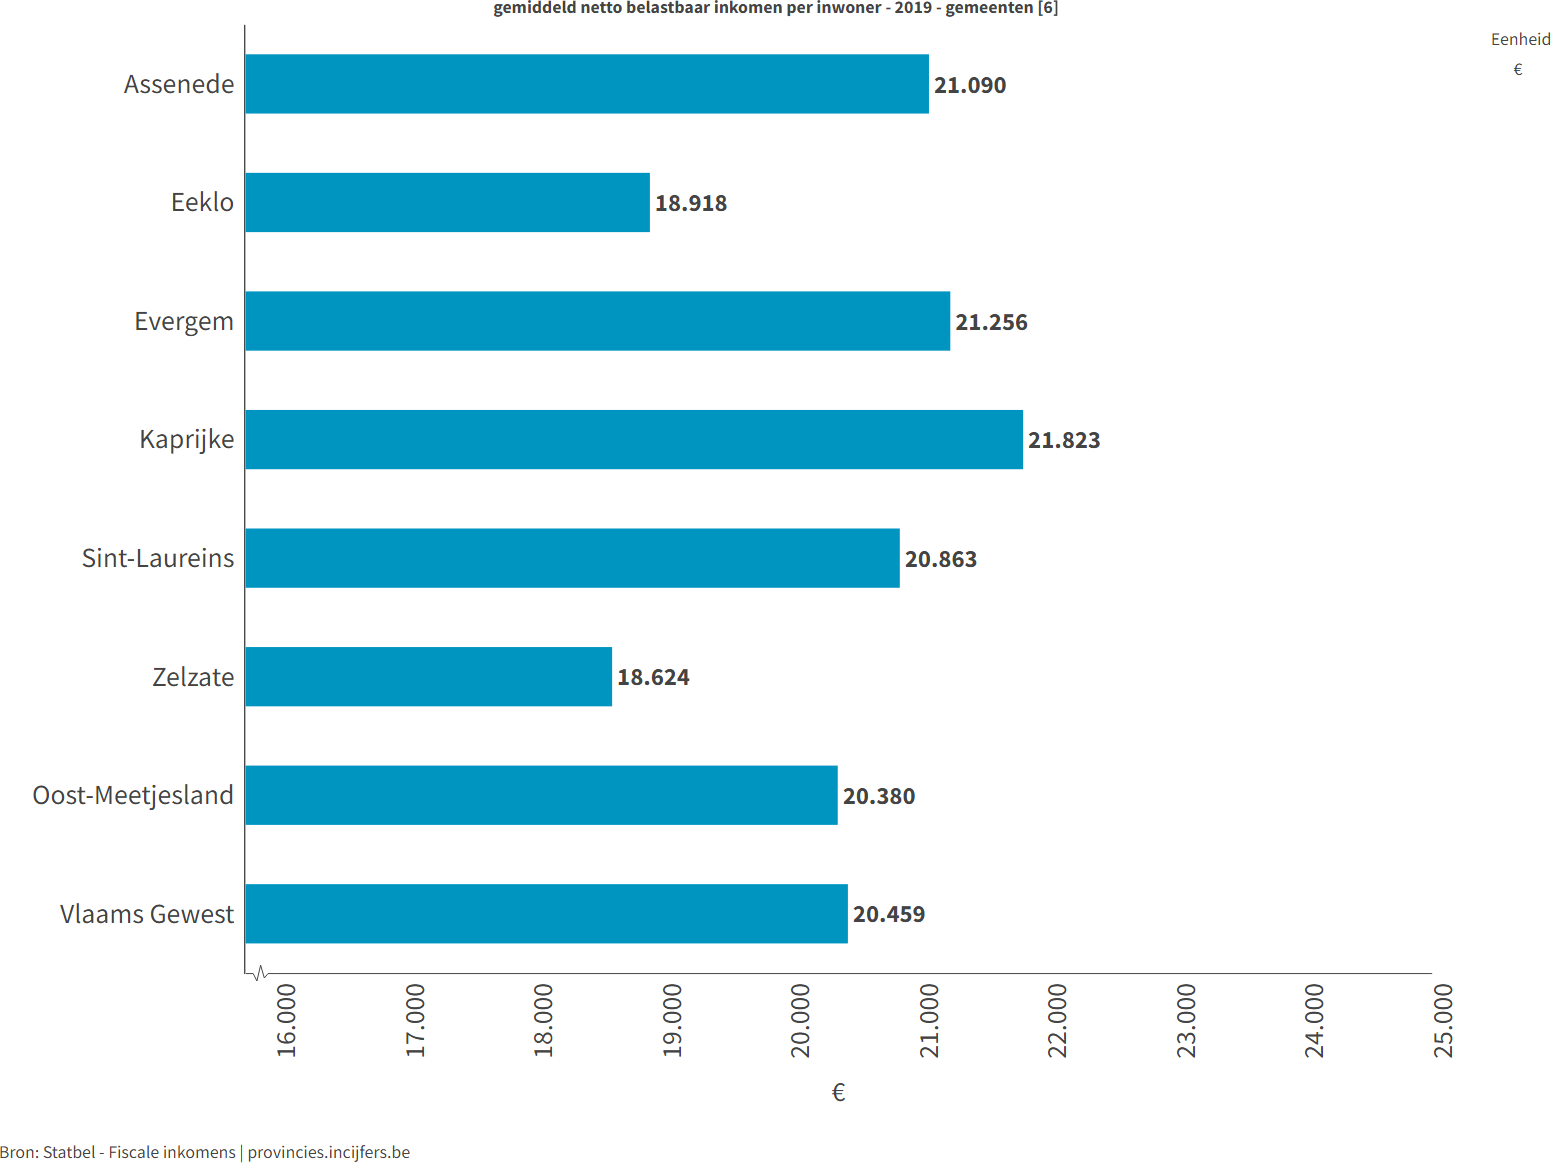 gemiddeld netto belastbaar inkomen per inwoner - 2019 - gemeenten [6]
Eenheid
€
Assenede 21.090
Eeklo 18.918
Evergem 21.256
Kaprijke 21.823
Sint-Laureins 20.863
Zelzate 18.624
Oost-Meetjesland 20.380
Vlaams Gewest 20.459
16.000 17.000 18.000 19.000 20.000 21.000 22.000 23.000 24.000 25.000
€
Bron: Statbel - Fiscale inkomens | provincies.incijfers.be